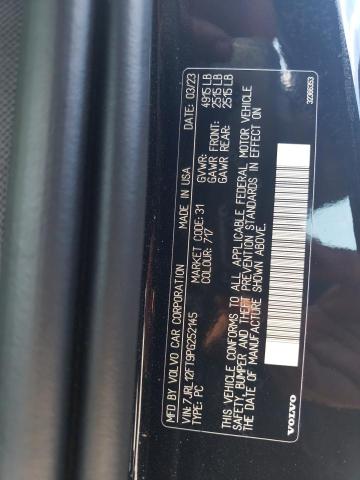 MFD BY VOLVO CAR CORPORATION MADE IN USA DATE: 03/23
VIN: 7JRL12FT9PG252145 MARKET CODE: 31 GVWR: 4915 LB
TYPE: PC COLOUR: 717 GAWR FRONT: 2515 LB
GAWR REAR: 2515 LB
THIS VEHICLE CONFORMS TO ALL APPLICABLE FEDERAL MOTOR VEHICLE
SAFETY, BUMPER AND THEFT PREVENTION STANDARDS IN EFFECT
ON THE DATE OF MANUFACTURE SHOWN ABOVE.
VOLVO